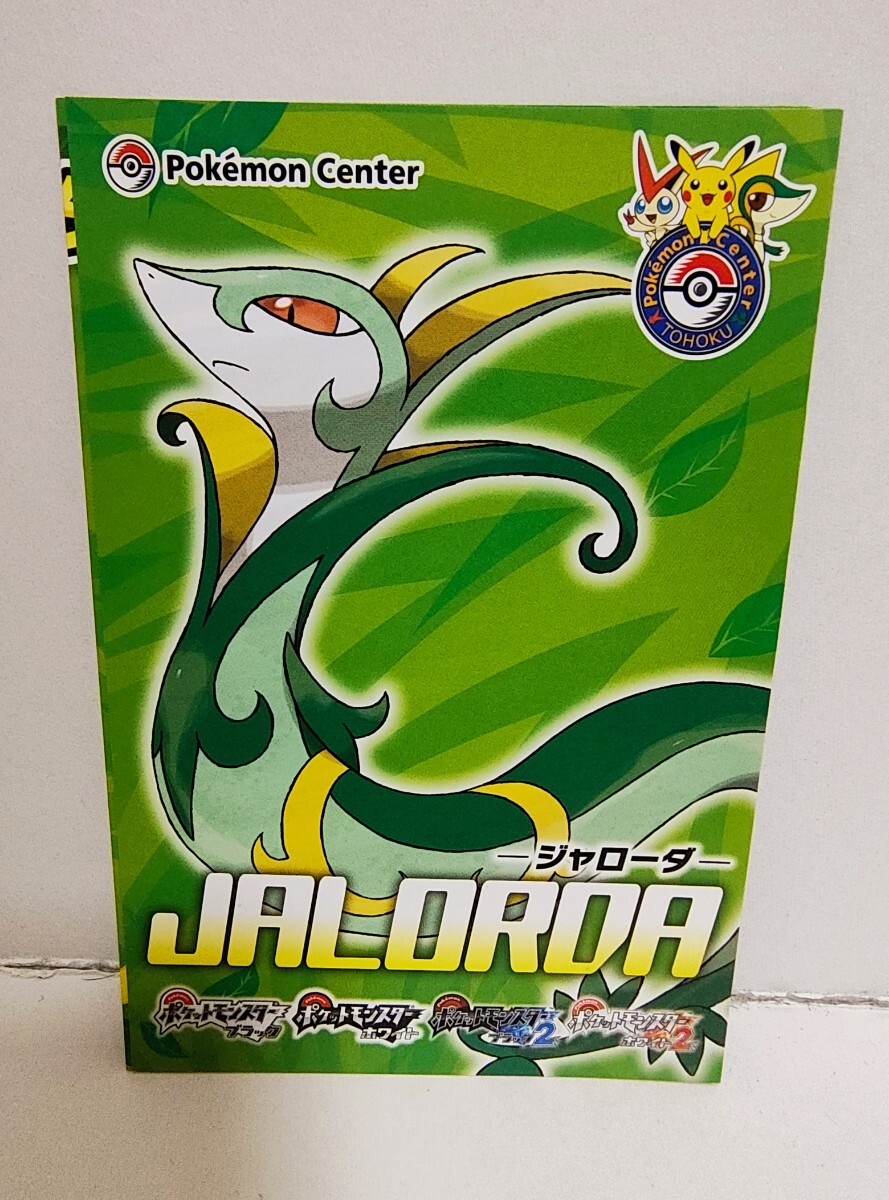 Pokémon Center
Pokémon Center
TOHOKU
ージャローダー
JALORDA
ポケットモンスター
ブラック
ポケットモンスター
ホワイト
ポケットモンスター
ブラック2
ポケットモンスター
ホワイト2